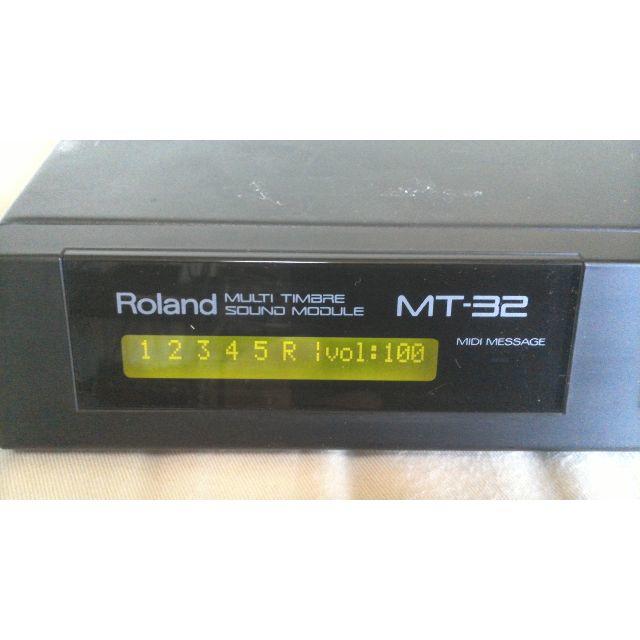 Roland MULTI TIMBRE SOUND MODULE MT-32
MIDI MESSAGE
1 2 3 4 5 R |vol:100